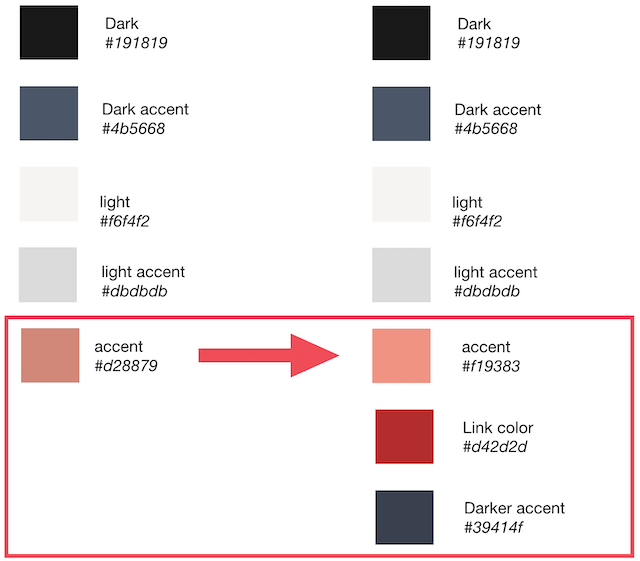 Dark
#191819
Dark accent
#4b5668
light
#f6f4f2
light accent
#dbdbdb
accent
#d28879
Dark
#191819
Dark accent
#4b5668
light
#f6f4f2
light accent
#dbdbdb
accent
#f19383
Link color
#d42d2d
Darker accent
#39414f